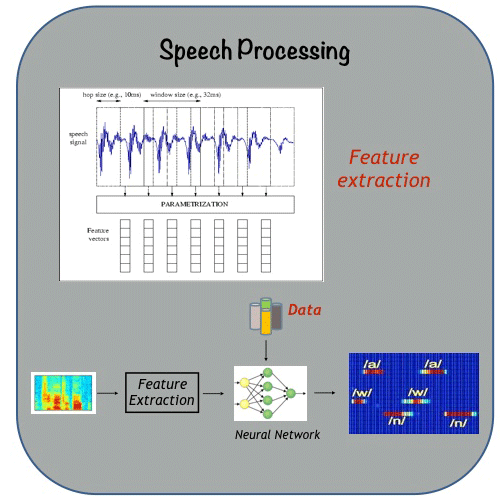 Speech Processing
hop size (e.g., 10ms) window size (e.g., 32ms)
speech
signal
PARAMETRIZATION
Feature
vectors
Feature
extraction
Data
Feature
Extraction
Neural Network
/a/ /a/
/w/ /w/
/n/ /n/